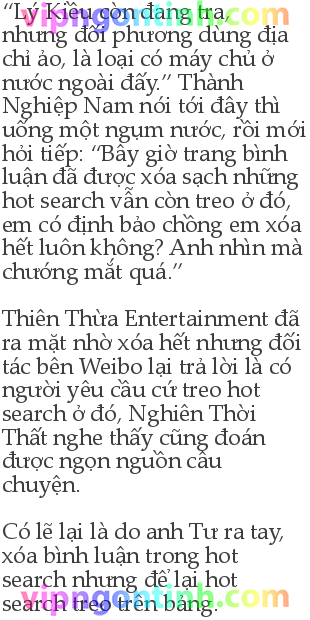 "Lý Kiều còn đang tra,
nhưng đối phương dùng địa
chỉ ảo, là loại có máy chủ ở
nước ngoài đấy." Thành
Nghiệp Nam nói tới đây thì
uống một ngụm nước, rồi mới
hỏi tiếp: "Bây giờ trang bình
luận đã được xóa sạch những
hot search vẫn còn treo ở đó,
em có định bảo chồng em xóa
hết luôn không? Anh nhìn mà
chướng mắt quá."
Thiên Thừa Entertainment đã
ra mặt nhờ xóa hết nhưng đối
tác bên Weibo lại trả lời là có
người yêu cầu cứ treo hot
search ở đó, Nghiên Thời
Thất nghe thấy cũng đoán
được ngọn nguồn câu
chuyện.
Có lẽ lại là do anh Tư ra tay,
xóa bình luận trong hot
search nhưng để lại hot
search treo trên bảng.
vipngontinh.com
vipngontinh.com